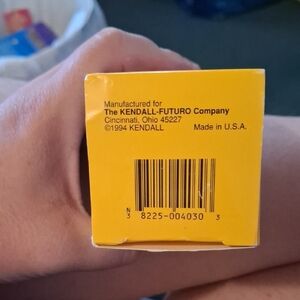 Manufactured for
The KENDALL-FUTURO Company
Cincinnati, Ohio 45227
©1994 KENDALL Made in U.S.A.
N
3 8225-004030 3